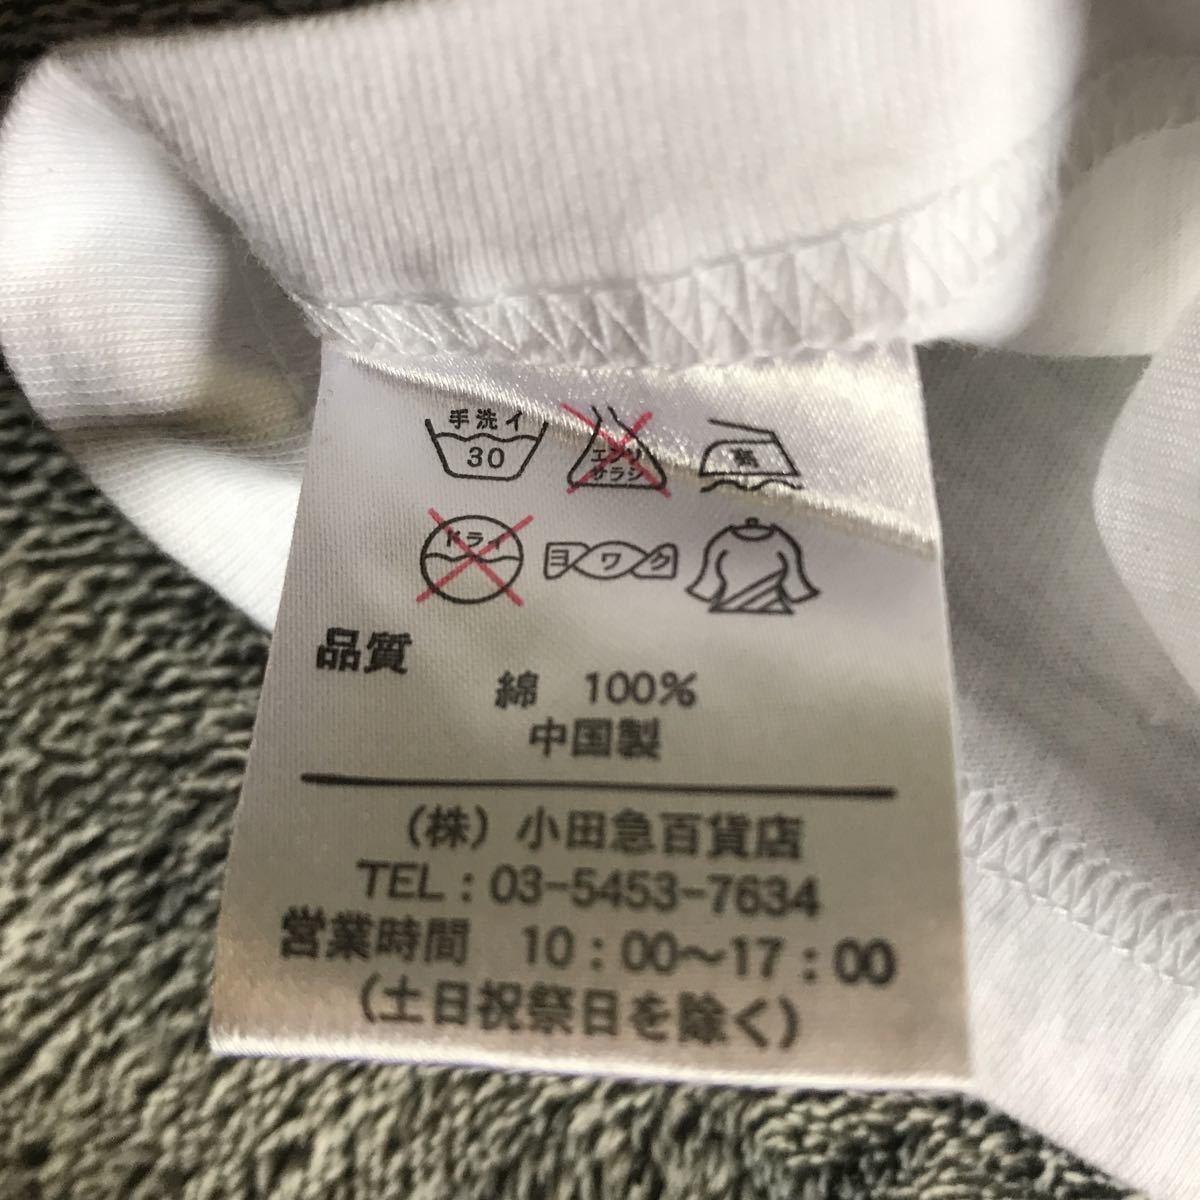 手洗イ
30
エンソ
サラシ
高
ドライ
ヨワク
品質
綿 100%
中国製
(株)小田急百貨店
TEL:03-5453-7634
営業時間 10:00〜17:00
(土日祝祭日を除く)